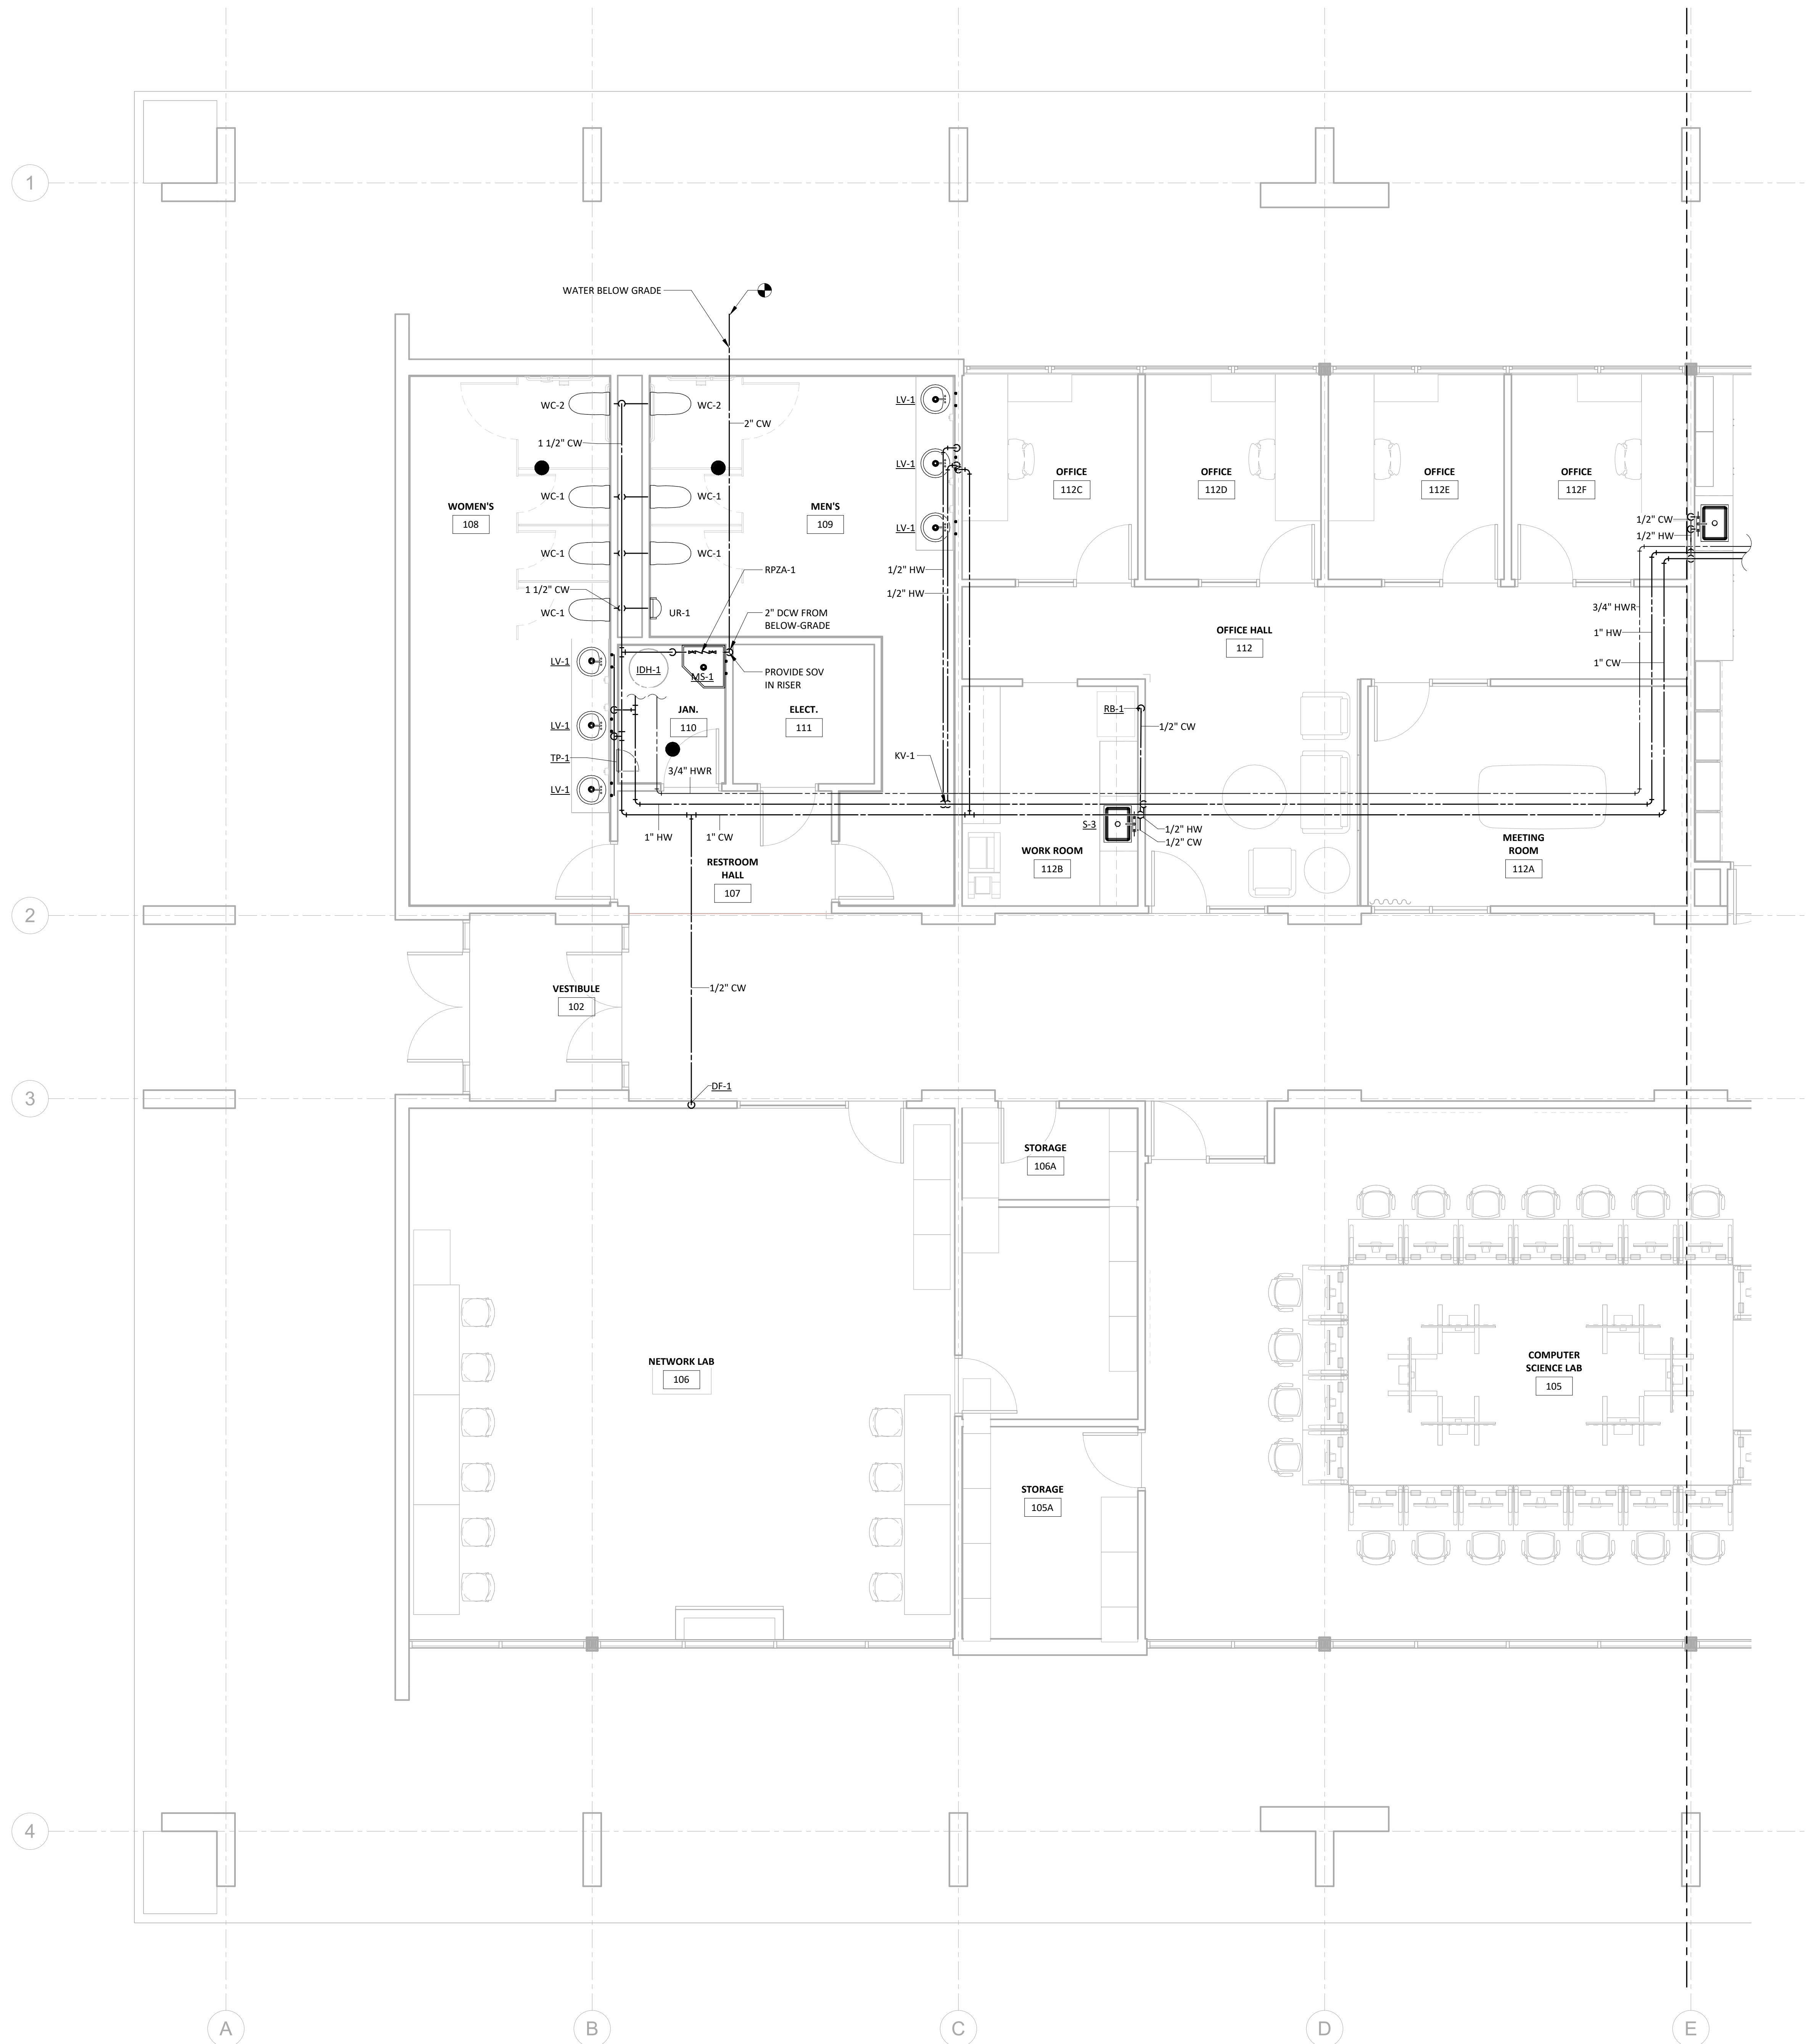 1
WATER BELOW GRADE
WC-2
WC-2
2" CW
LV-1
1 1/2" CW
LV-1
OFFICE
112C
OFFICE
112D
OFFICE
112E
OFFICE
112F
WC-1
WC-1
WOMEN'S
108
MEN'S
109
LV-1
1/2" CW
1/2" HW
WC-1
WC-1
RPZA-1
1/2" HW
1 1/2" CW
1/2" HW
WC-1
UR-1
2" DCW FROM
BELOW-GRADE
3/4" HWR
OFFICE HALL
112
1" HW
LV-1
IDH-1
MS-1
PROVIDE SOV
IN RISER
1" CW
JAN.
110
ELECT.
111
RB-1
LV-1
1/2" CW
TP-1
KV-1
3/4" HWR
LV-1
S-3
1/2" HW
1" HW
1" CW
1/2" CW
MEETING
ROOM
112A
WORK ROOM
112B
RESTROOM
HALL
107
2
VESTIBULE
102
1/2" CW
DF-1
3
STORAGE
106A
NETWORK LAB
106
COMPUTER
SCIENCE LAB
105
STORAGE
105A
4
A
B
C
D
E